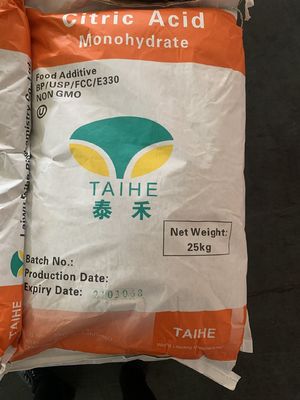 Citric Acid
Monohydrate
Food Additive
BP/USP/FCC/E330
NON GMO
U
TAIHE
泰禾
Net Weight:
25kg
Batch No.:
Production Date:
Expiry Date:
TAIHE